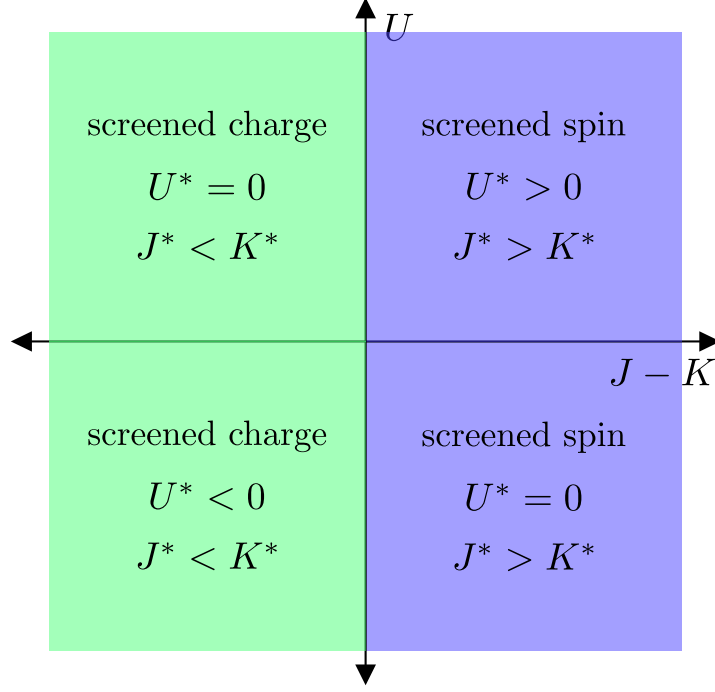 U
screened charge
U* = 0
J* < K*
screened spin
U* > 0
J* > K*
J − K
screened charge
U* < 0
J* < K*
screened spin
U* = 0
J* > K*